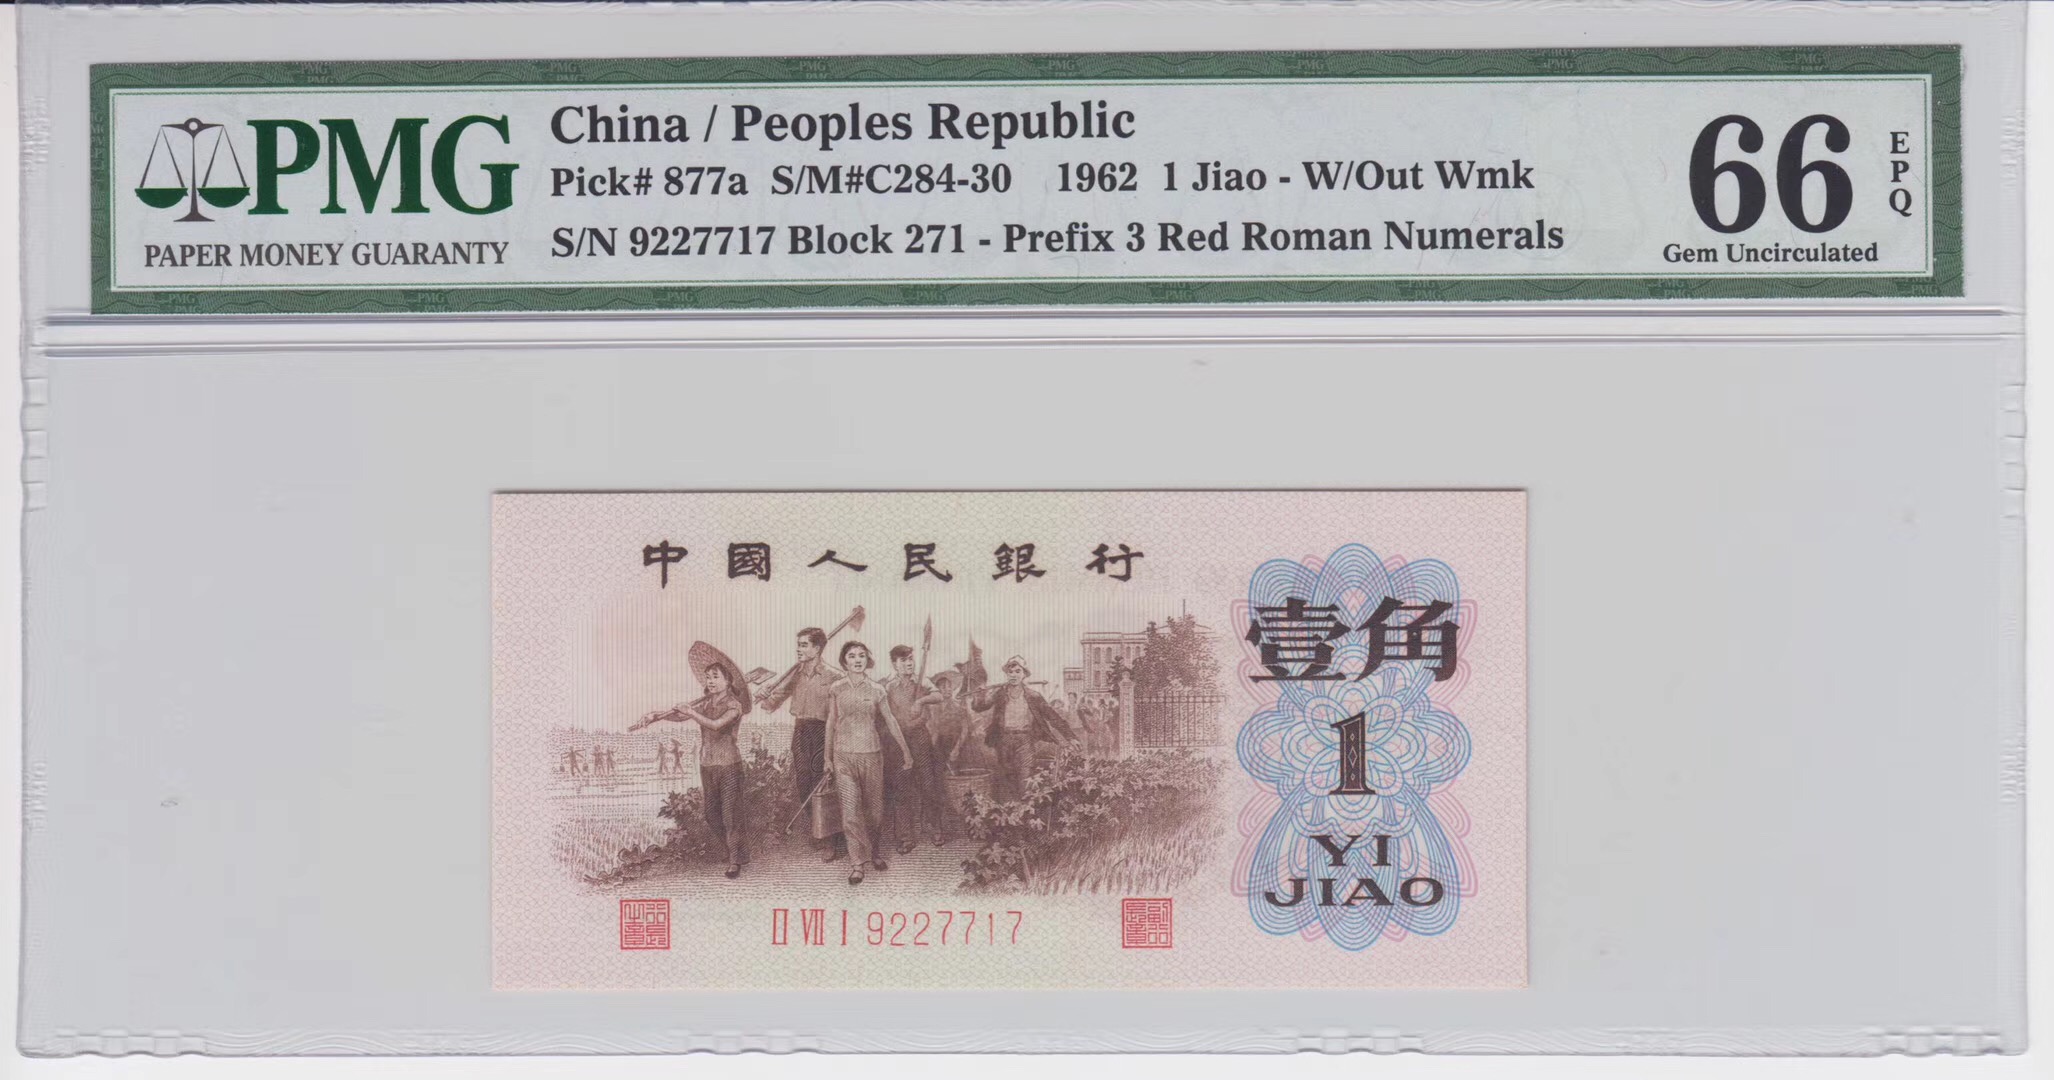 PMG
PAPER MONEY GUARANTY
China / Peoples Republic
Pick# 877a S/M#C284-30 1962 1 Jiao - W/Out Wmk
S/N 9227717 Block 271 - Prefix 3 Red Roman Numerals
66
EPQ
Gem Uncirculated
中國人民銀行
壹角
1
YI
JIAO
II VII I 9227717